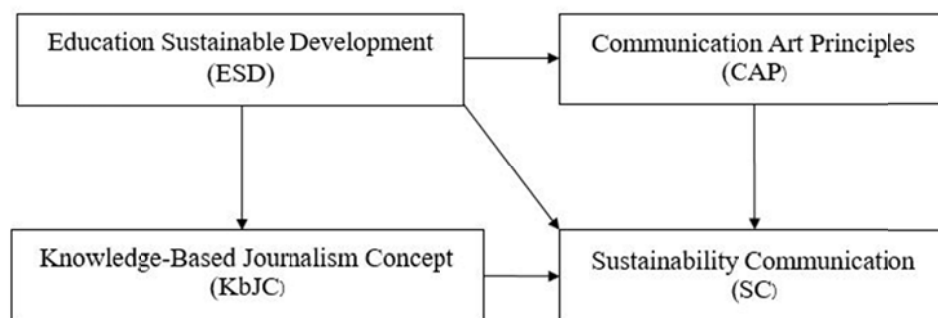 Education Sustainable Development
(ESD)
Communication Art Principles
(CAP)
Knowledge-Based Journalism Concept
(KbJC)
Sustainability Communication
(SC)